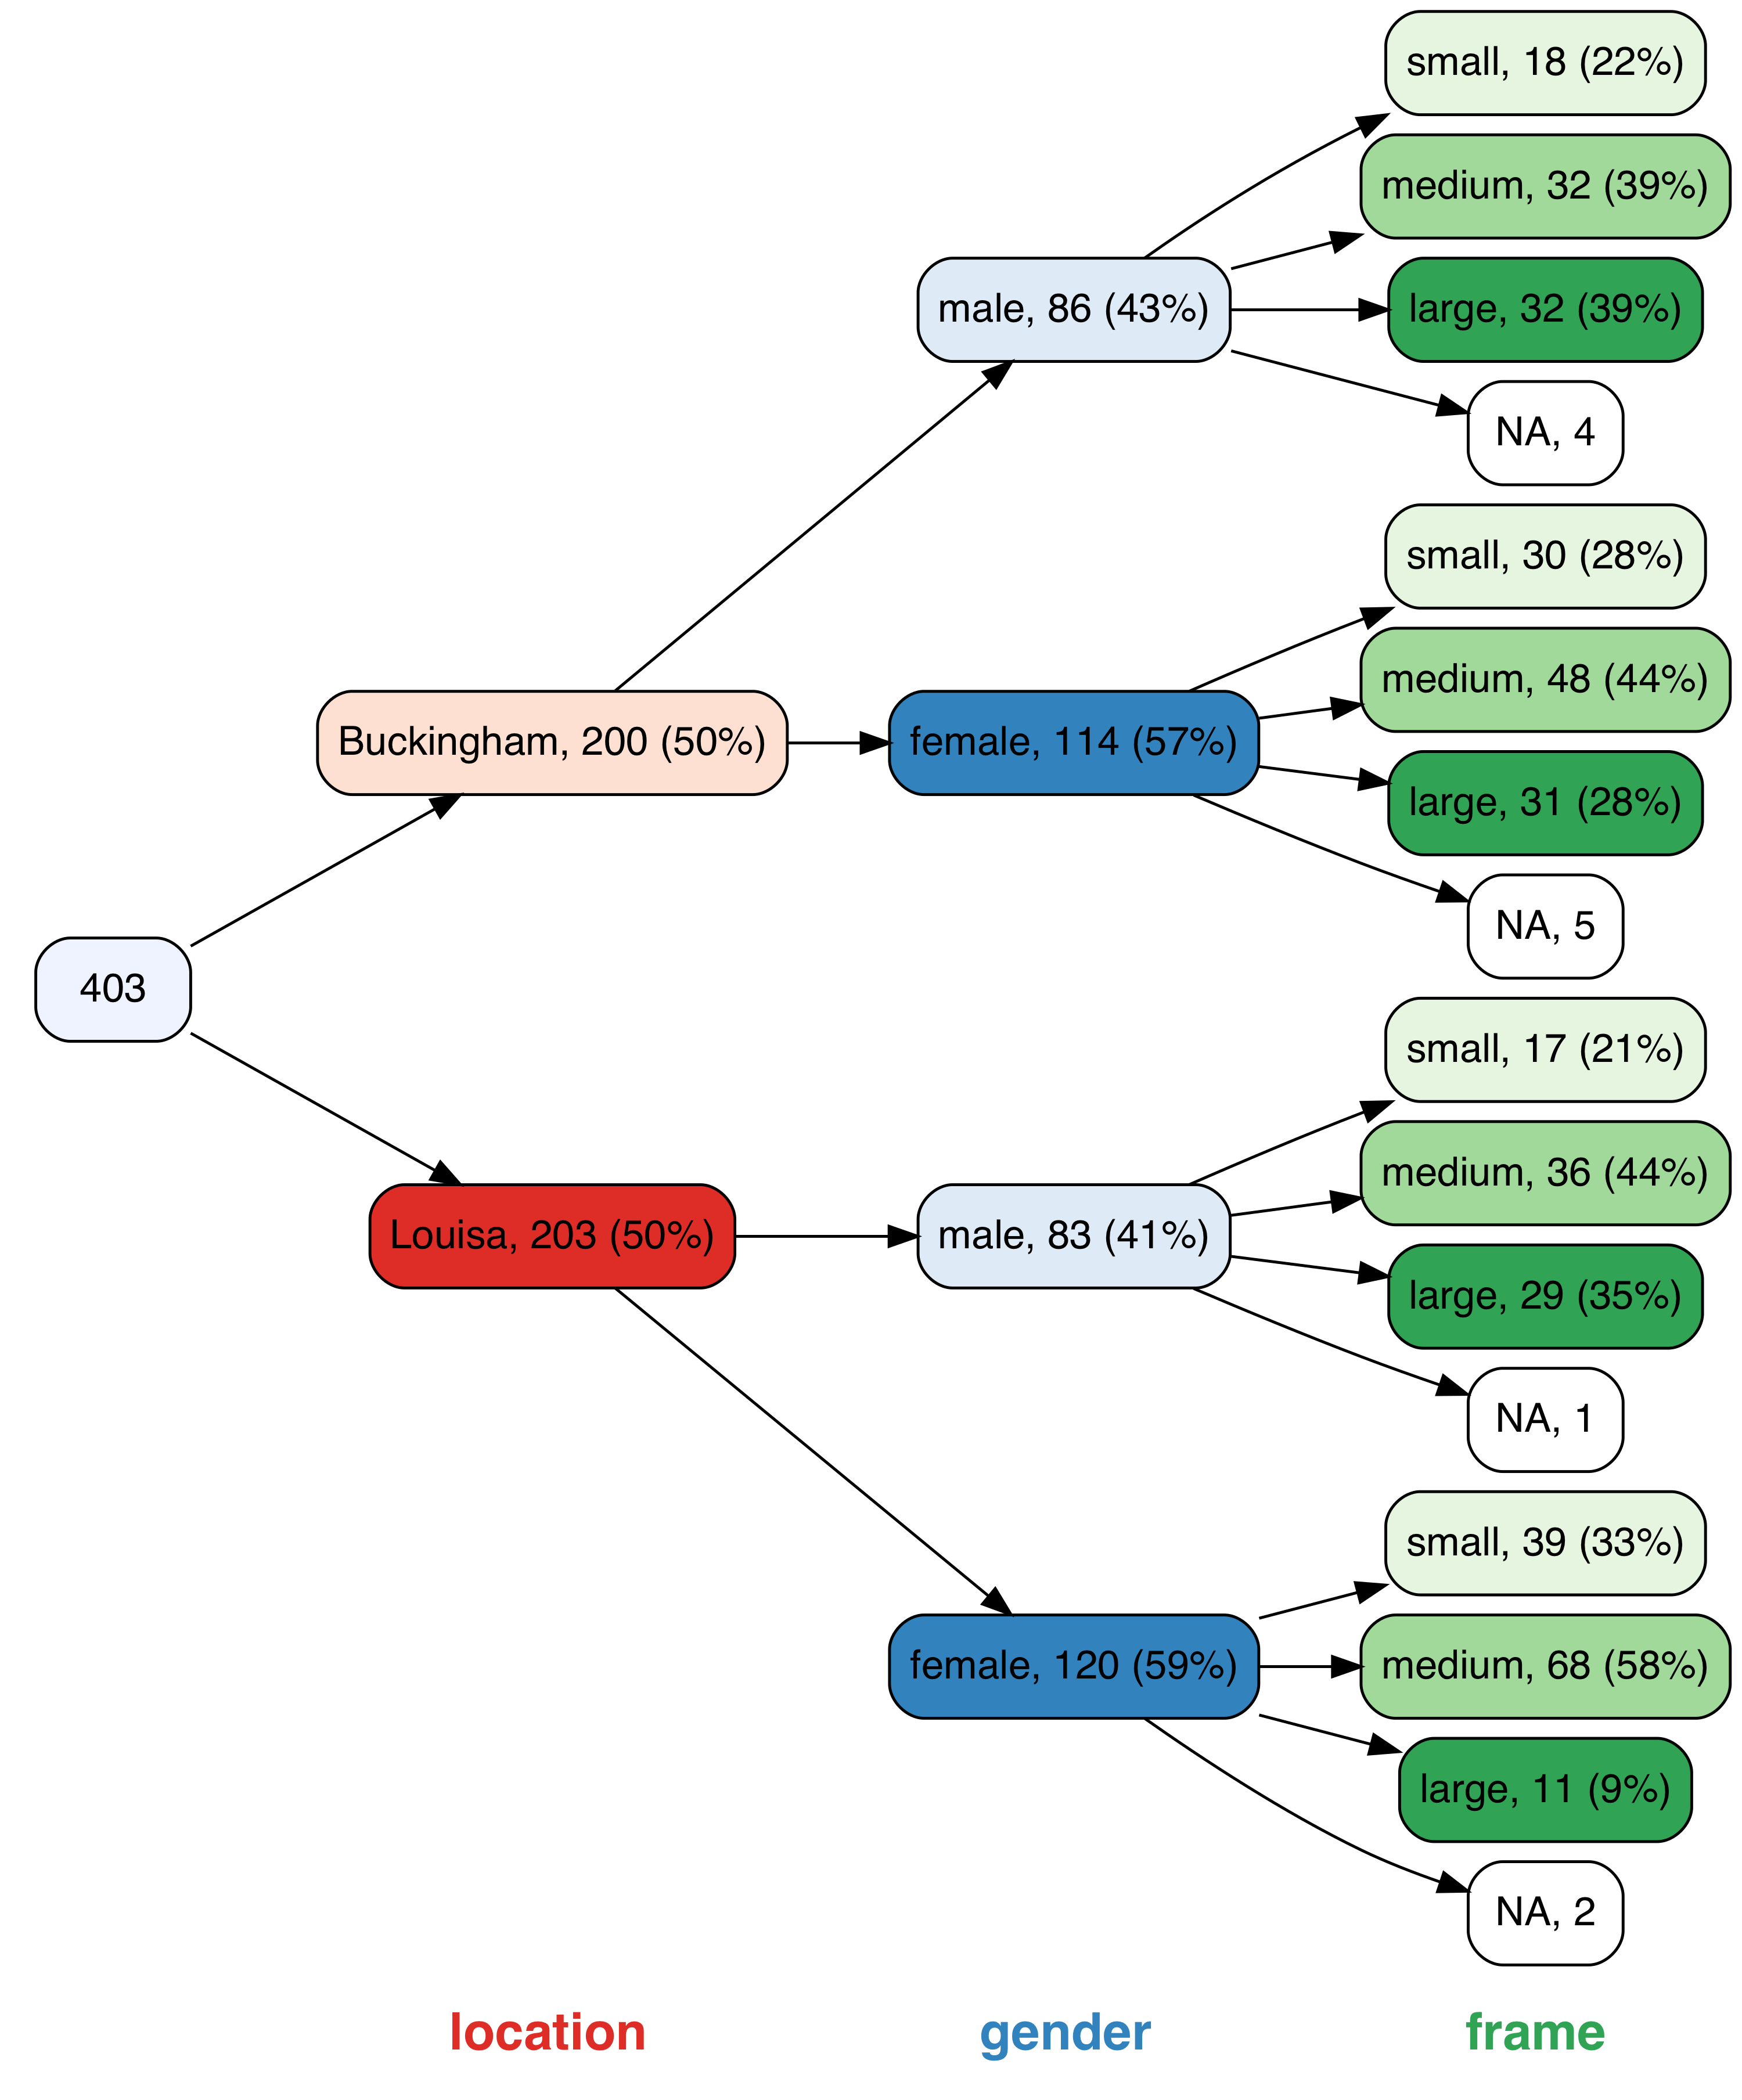 403
Buckingham, 200 (50%)
male, 86 (43%)
small, 18 (22%)
medium, 32 (39%)
large, 32 (39%)
NA, 4
female, 114 (57%)
small, 30 (28%)
medium, 48 (44%)
large, 31 (28%)
NA, 5
Louisa, 203 (50%)
male, 83 (41%)
small, 17 (21%)
medium, 36 (44%)
large, 29 (35%)
NA, 1
female, 120 (59%)
small, 39 (33%)
medium, 68 (58%)
large, 11 (9%)
NA, 2
location
gender
frame